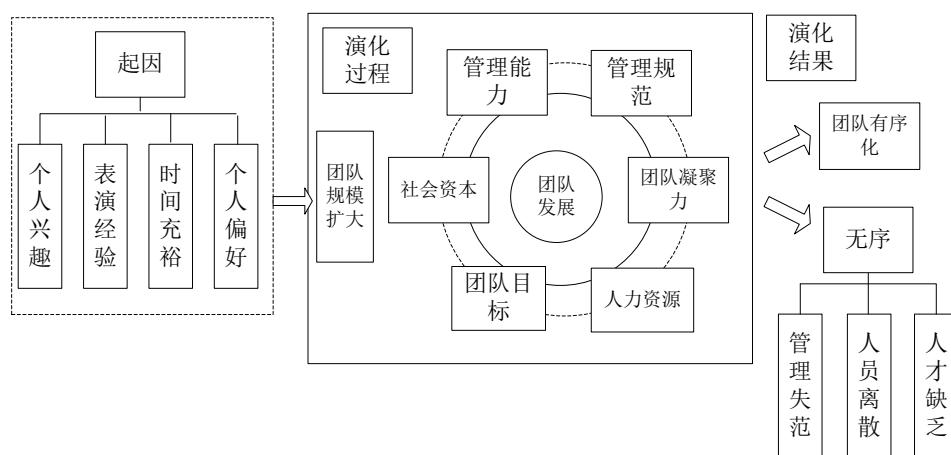 起因
个人兴趣
表演经验
时间充裕
个人偏好
演化
过程
团队
规模
扩大
管理能
力
管理规
范
社会资本
团队
发展
团队凝聚
力
团队目
标
人力资源
演化
结果
团队有序
化
无序
管理失范
人员离散
人才缺乏